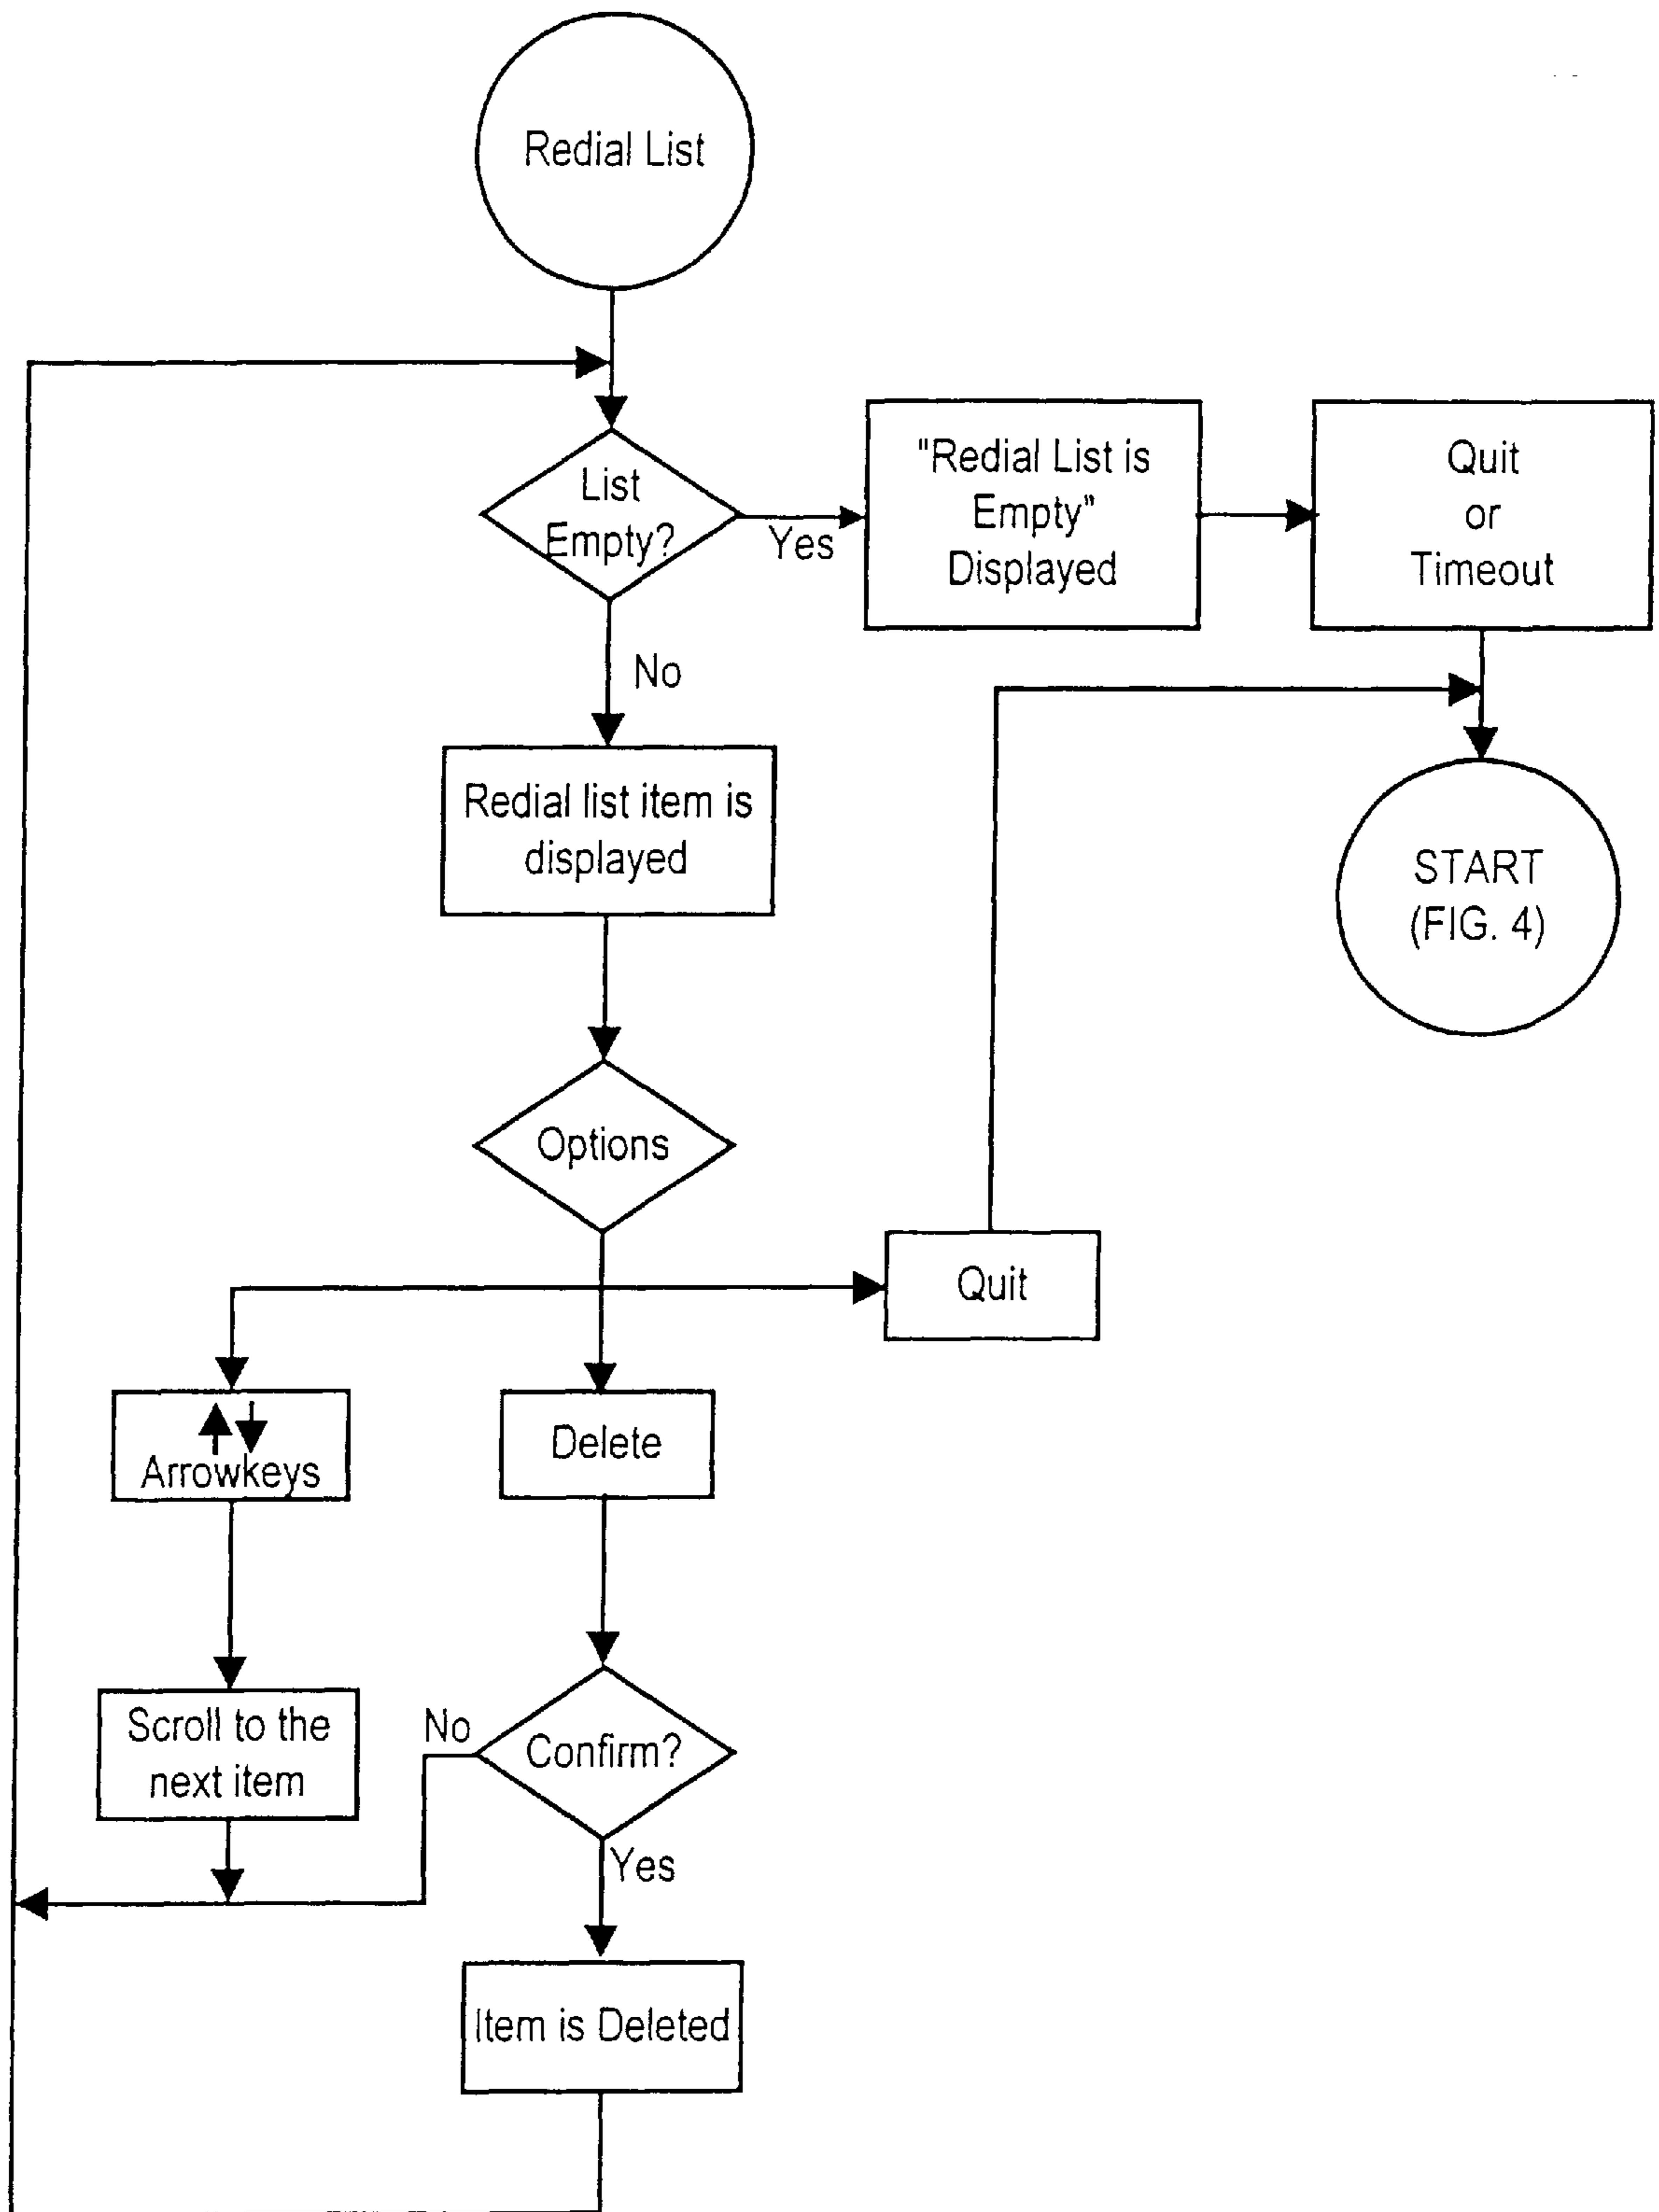 Redial List
List
Empty?
Yes
"Redial List is
Empty"
Displayed
Quit
or
Timeout
No
Redial list item is
displayed
START
(FIG. 4)
Options
Quit
Arrowkeys
Delete
Scroll to the
next item
No
Confirm?
Yes
Item is Deleted